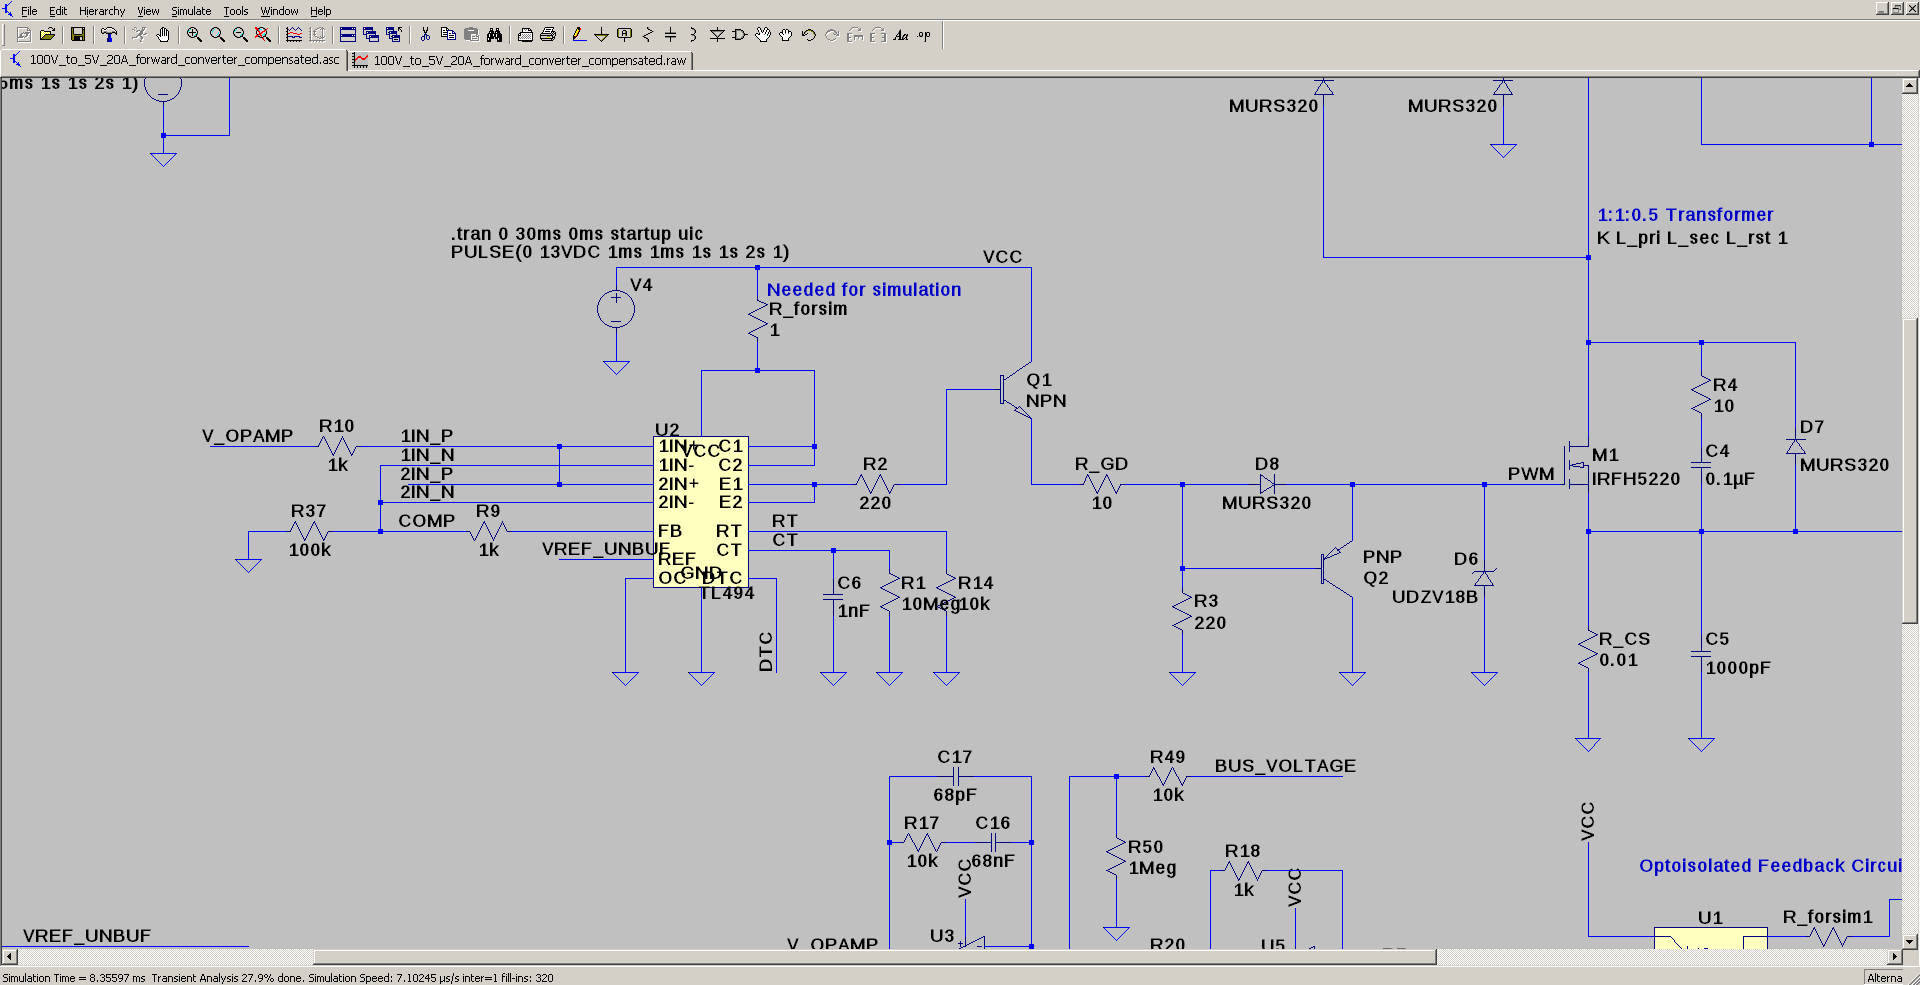 File Edit Hierarchy View Simulate Tools Window Help
100V_to_5V_20A_forward_converter_compensated.asc
100V_to_5V_20A_forward_converter_compensated.raw
5ms 1s 1s 2s 1)
MURS320
MURS320
1:1:0.5 Transformer
K L_pri L_sec L_rst 1
.tran 0 30ms 0ms startup uic
PULSE(0 13VDC 1ms 1ms 1s 1s 2s 1)
VCC
V4
Needed for simulation
R_forsim
1
Q1
NPN
R4
10
D7
MURS320
V_OPAMP
R10
1k
1IN_P
1IN_N
2IN_P
2IN_N
U2
1IN+
VCC
C1
1IN-
C2
2IN+
E1
2IN-
E2
FB
RT
CT
REF
GND
OC
DTC
TL494
R2
220
R_GD
10
D8
MURS320
PWM
M1
IRFH5220
C4
0.1µF
R37
100k
COMP
R9
1k
VREF_UNBUF
RT
CT
C6
1nF
R1
10Meg
R14
10k
DTC
PNP
Q2
D6
UDZV18B
R3
220
R_CS
0.01
C5
1000pF
C17
68pF
R17
10k
C16
68nF
VCC
U3
V_OPAMP
R49
10k
BUS_VOLTAGE
R50
1Meg
R18
1k
VCC
R20
U5
VCC
Optoisolated Feedback Circui
U1
R_forsim1
VREF_UNBUF
Simulation Time = 8.35597 ms Transient Analysis 27.9% done. Simulation Speed: 7.10245 µs/s inter=1 fill-ins: 320
Alterna